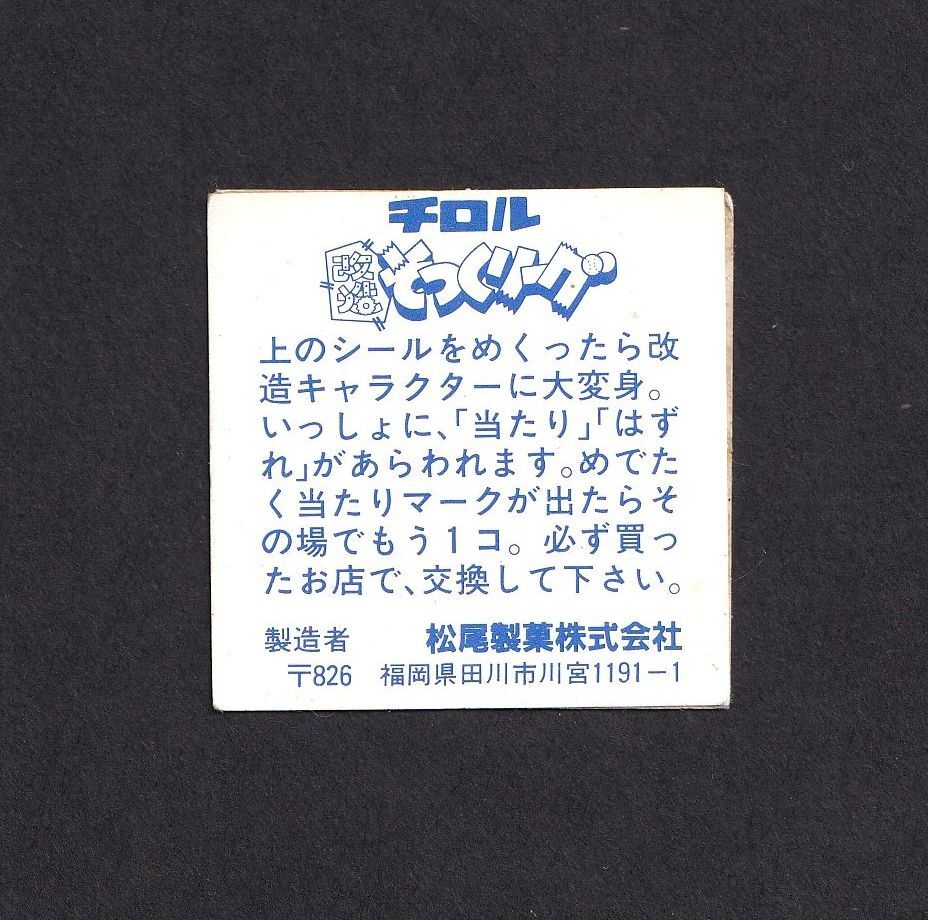 チロル
改造そっくリーグ
上のシールをめくったら改
造キャラクターに大変身。
いっしょに、「当たり」「はず
れ」があらわれます。めでた
く当たりマークが出たらそ
の場でもう1コ。必ず買っ
たお店で、交換して下さい。
製造者 松尾製菓株式会社
〒826 福岡県田川市川宮1191-1